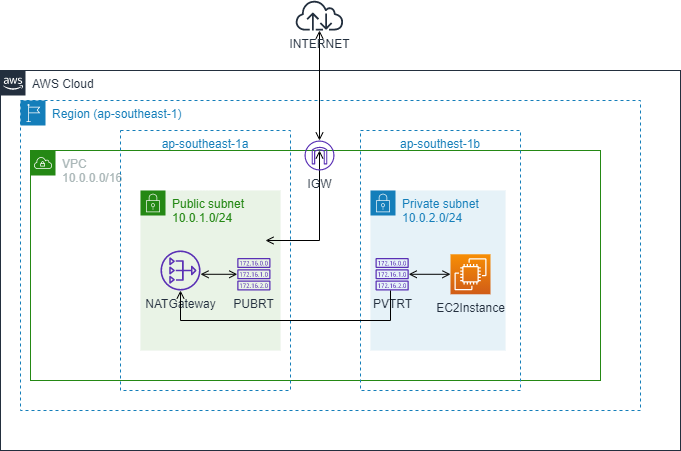 INTERNET
aws
AWS Cloud
Region (ap-southeast-1)
ap-southeast-1a
ap-southest-1b
VPC
10.0.0.0/16
IGW
Public subnet
10.0.1.0/24
Private subnet
10.0.2.0/24
172.16.0.0
172.16.1.0
172.16.2.0
172.16.0.0
172.16.1.0
172.16.2.0
NATGateway
PUBRT
PVTRT
EC2Instance